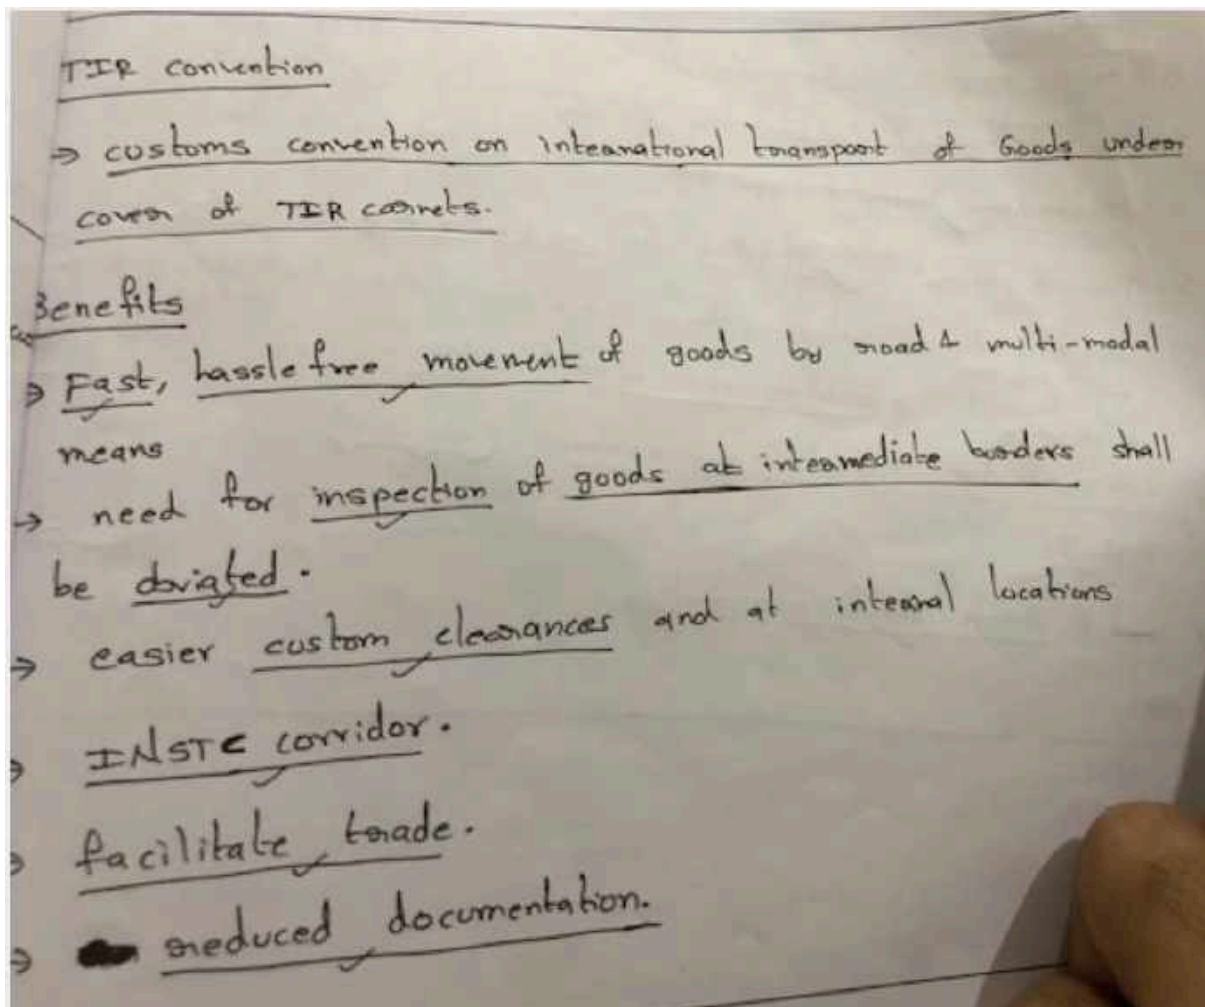 TIR convention
→ customs convention on international transport of Goods under
cover of TIR carnets.
Benefits
→ Fast, hassle free movement of goods by road & multi-modal
means
→ need for inspection of goods at intermediate borders shall
be doviated.
→ easier custom clearances and at internal locations
→ INSTC corridor.
→ facilitate trade.
→ reduced documentation.